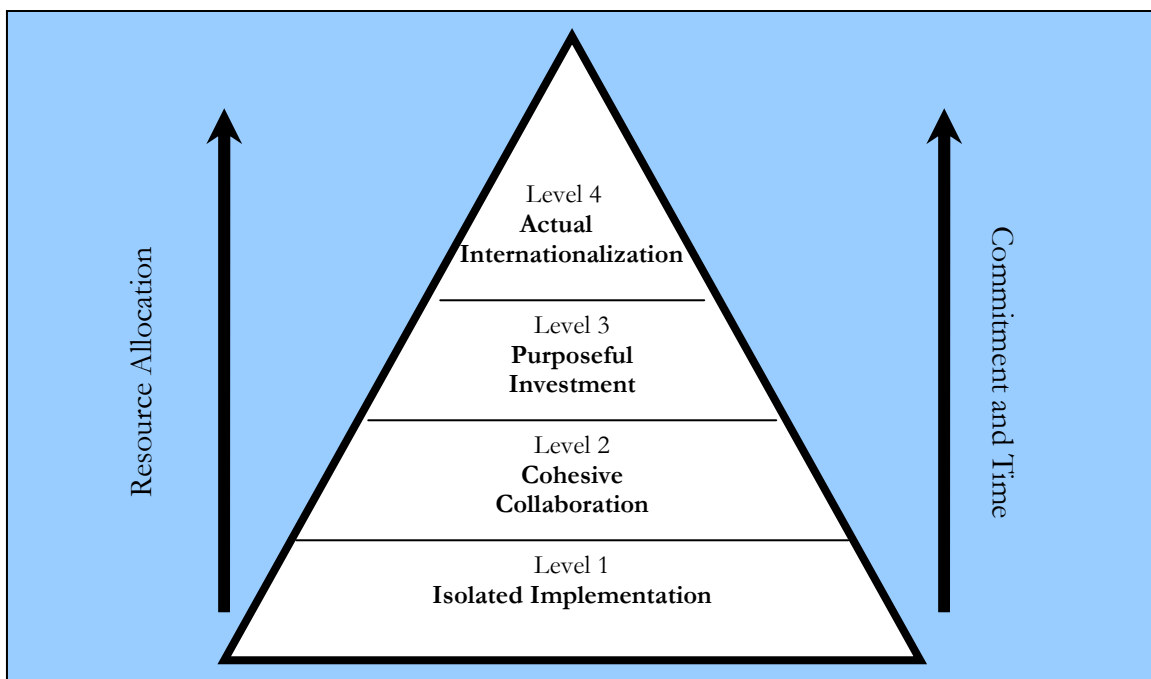 Level 4
Actual
Internationalization
Level 3
Purposeful
Investment
Level 2
Cohesive
Collaboration
Level 1
Isolated Implementation
Resource Allocation
Commitment and Time